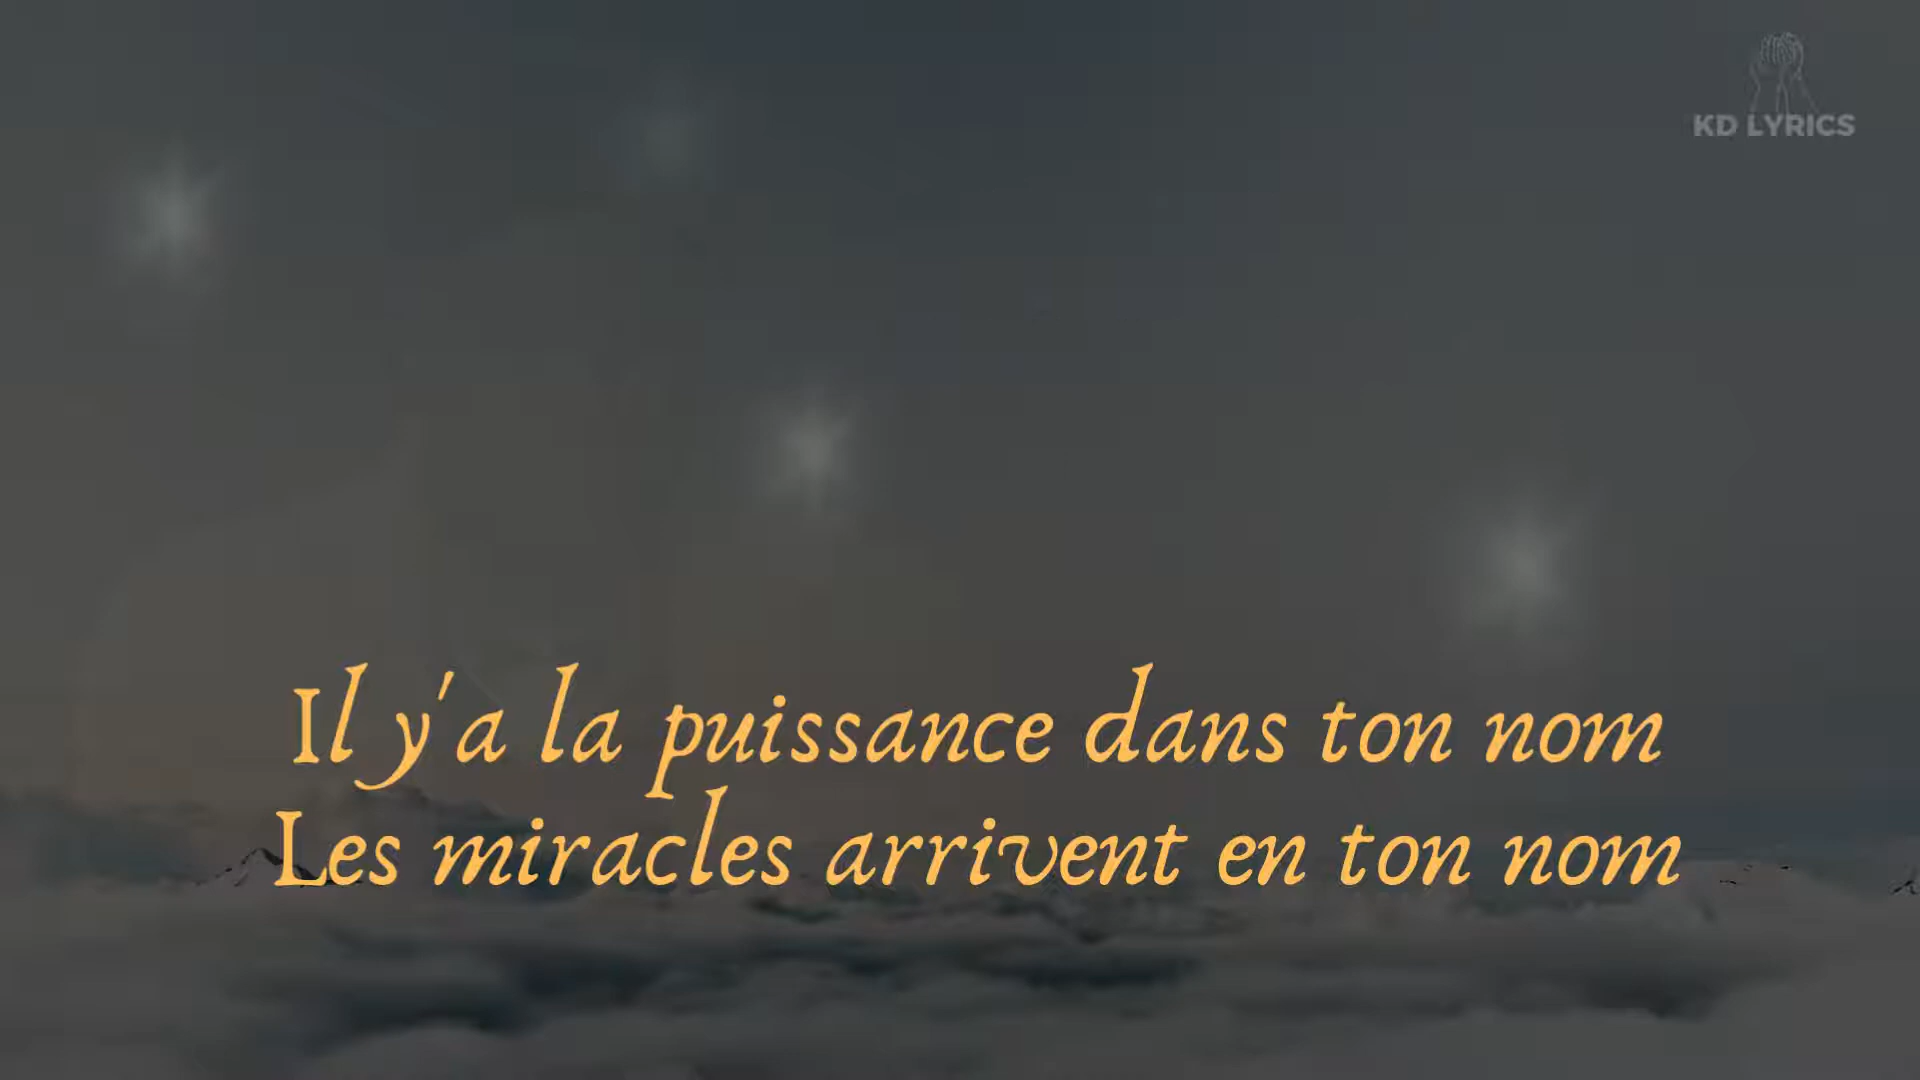 KD LYRICS
Il y'a la puissance dans ton nom
Les miracles arrivent en ton nom